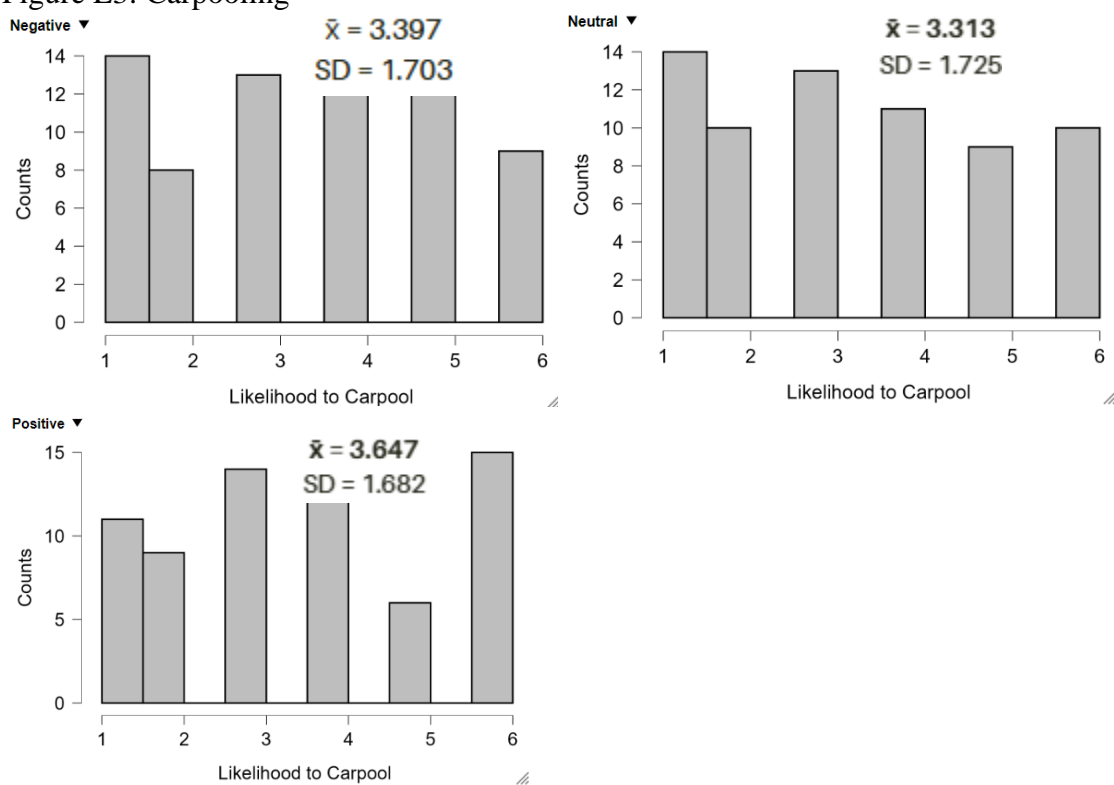 Figure E3: Carpooling
Negative ▼
x̄ = 3.397
SD = 1.703
14
12
10
8
6
4
2
0
Counts
1 2 3 4 5 6
Likelihood to Carpool
Neutral ▼
x̄ = 3.313
SD = 1.725
14
12
10
8
6
4
2
0
Counts
1 2 3 4 5 6
Likelihood to Carpool
Positive ▼
x̄ = 3.647
SD = 1.682
15
10
5
0
Counts
1 2 3 4 5 6
Likelihood to Carpool